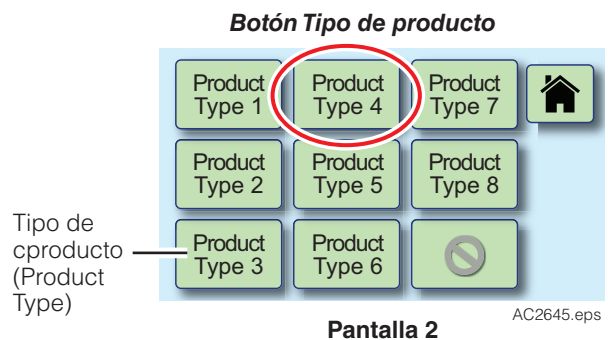 Botón Tipo de producto
Product
Type 1
Product
Type 4
Product
Type 7
Product
Type 2
Product
Type 5
Product
Type 8
Product
Type 3
Product
Type 6
Tipo de
cproducto
(Product
Type)
AC2645.eps
Pantalla 2